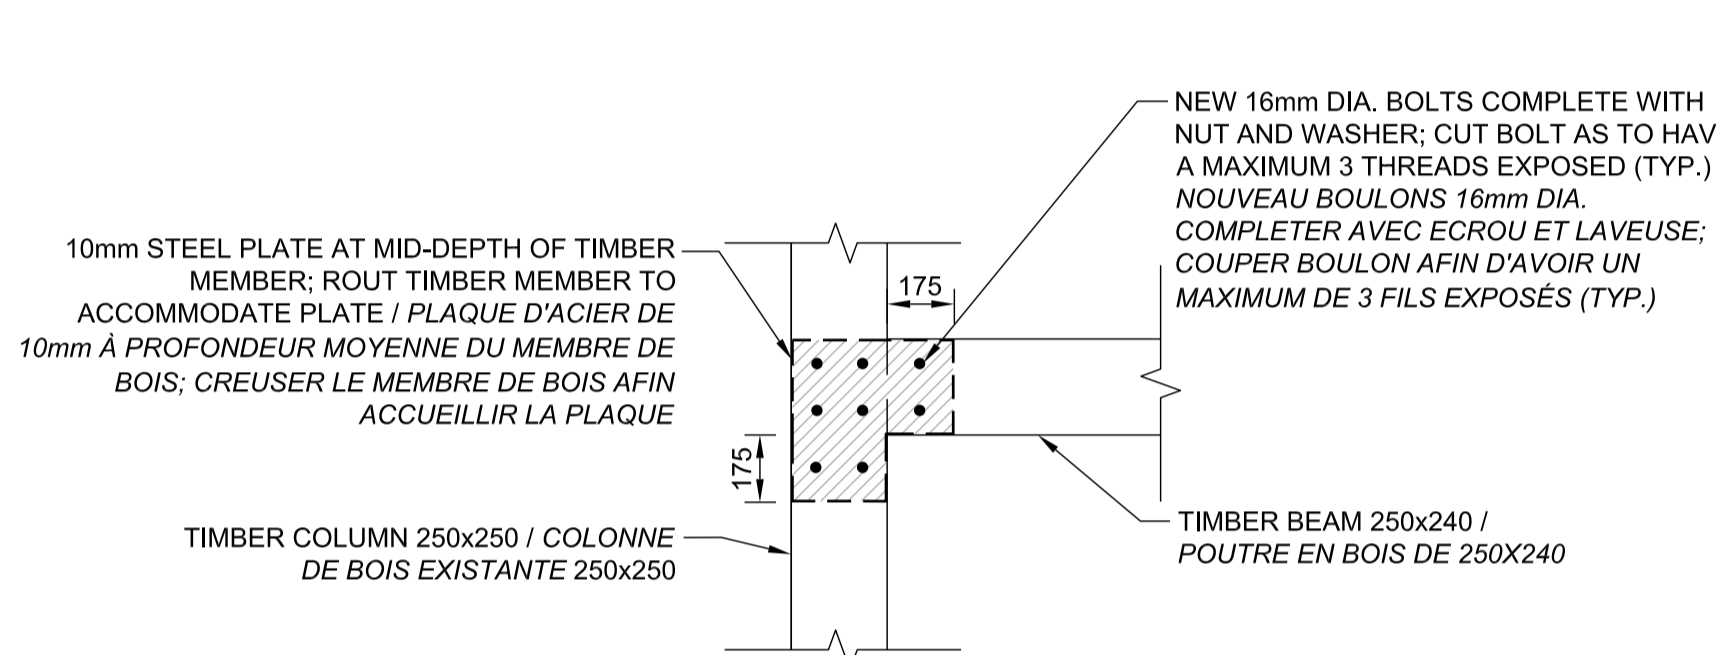 NEW 16mm DIA. BOLTS COMPLETE WITH
NUT AND WASHER; CUT BOLT AS TO HAV
A MAXIMUM 3 THREADS EXPOSED (TYP.)
NOUVEAU BOULONS 16mm DIA.
COMPLETER AVEC ECROU ET LAVEUSE;
COUPER BOULON AFIN D'AVOIR UN
MAXIMUM DE 3 FILS EXPOSÉS (TYP.)
10mm STEEL PLATE AT MID-DEPTH OF TIMBER
MEMBER; ROUT TIMBER MEMBER TO
ACCOMMODATE PLATE / PLAQUE D'ACIER DE
10mm À PROFONDEUR MOYENNE DU MEMBRE DE
BOIS; CREUSER LE MEMBRE DE BOIS AFIN
ACCUEILLIR LA PLAQUE
175
175
TIMBER COLUMN 250x250 / COLONNE
DE BOIS EXISTANTE 250x250
TIMBER BEAM 250x240 /
POUTRE EN BOIS DE 250X240